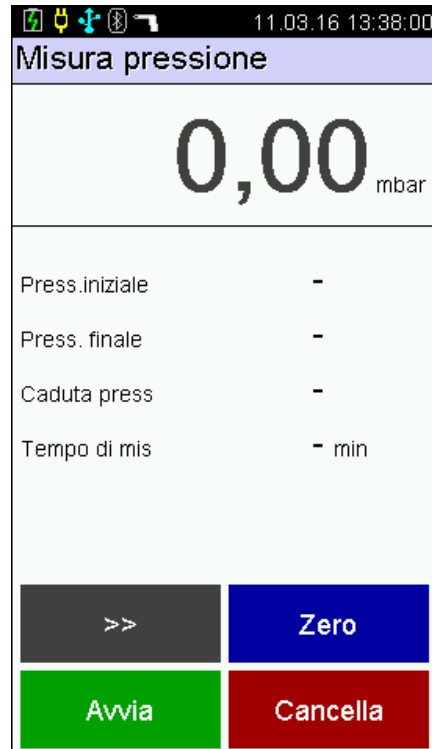 11.03.16 13:38:00
Misura pressione
0,00 mbar
Press.iniziale -
Press. finale -
Caduta press -
Tempo di mis - min
>> Zero
Avvia Cancella